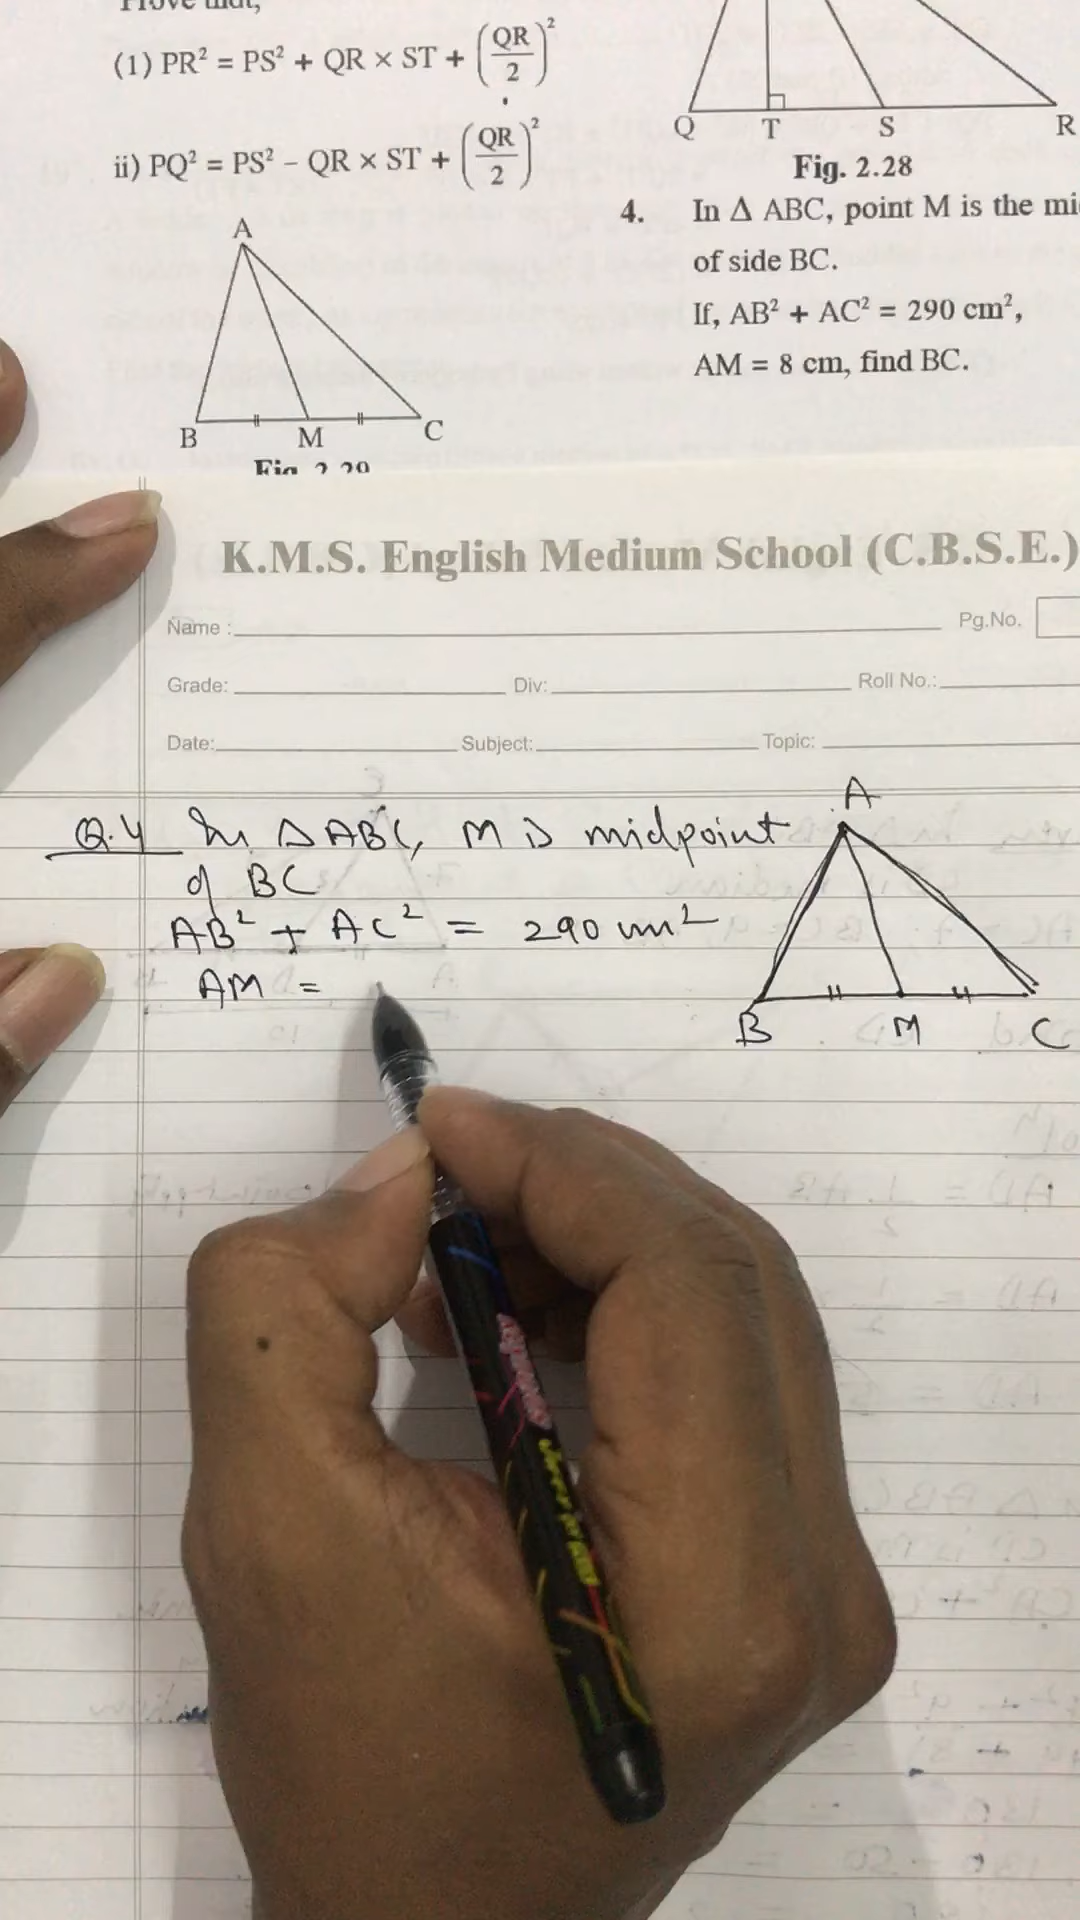 Prove that,
(1) PR² = PS² + QR × ST + (QR/2)²
ii) PQ² = PS² – QR × ST + (QR/2)²
A
B M C
Q T S R
Fig. 2.28
4. In Δ ABC, point M is the
of side BC.
If, AB² + AC² = 290 cm²,
AM = 8 cm, find BC.
K.M.S. English Medium School (C.B.S.E.)
Name : Pg.No.
Grade: Div: Roll No.:
Date: Subject: Topic:
Q.4 In ΔABC, M is midpoint
of BC
AB² + AC² = 290 cm²
AM =
A
B M C